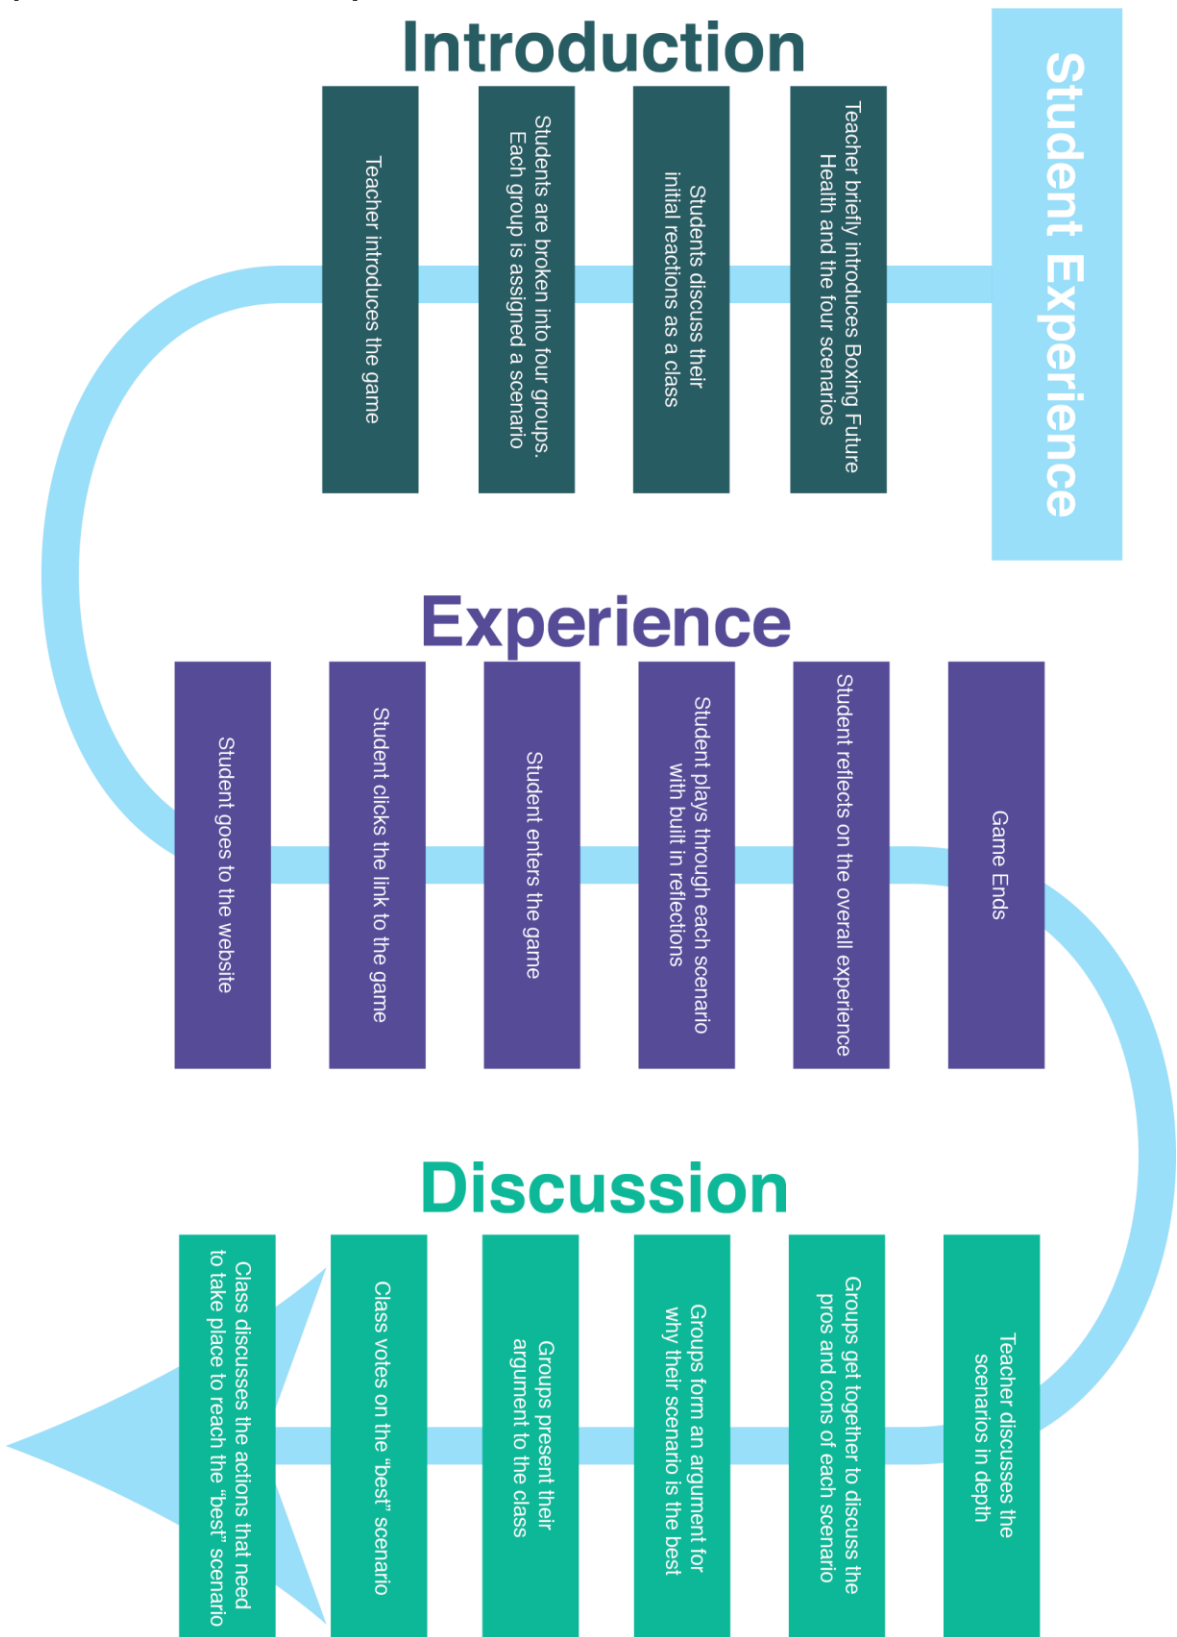 Student Experience
Introduction
Teacher briefly introduces Boxing Future
Health and the four scenarios
Students discuss their
initial reactions as a class
Students are broken into four groups.
Each group is assigned a scenario
Teacher introduces the game
Experience
Student goes to the website
Student clicks the link to the game
Student enters the game
Student plays through each scenario
with built in reflections
Student reflects on the overall experience
Game Ends
Discussion
Teacher discusses the
scenarios in depth
Groups get together to discuss the
pros and cons of each scenario
Groups form an argument for
why their scenario is the best
Groups present their
argument to the class
Class votes on the “best” scenario
Class discusses the actions that need
to take place to reach the “best” scenario